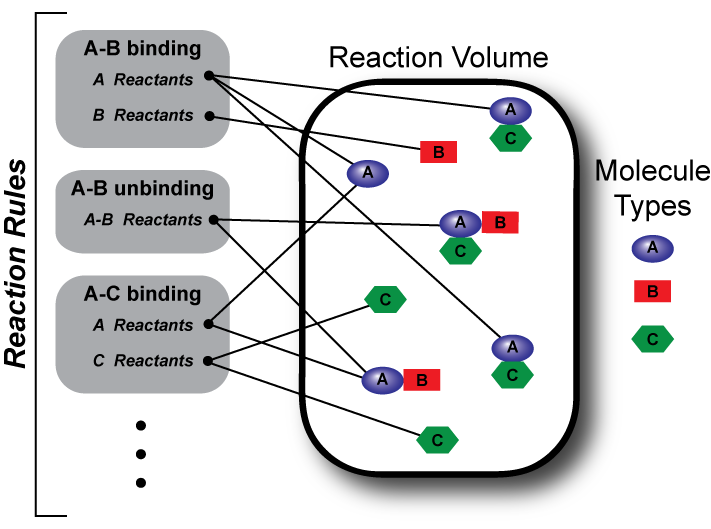 Reaction Rules
A-B binding
A Reactants
B Reactants
A-B unbinding
A-B Reactants
A-C binding
A Reactants
C Reactants
Reaction Volume
A
C
B
A
A B
C
C
A
C
A B
C
Molecule
Types
A
B
C